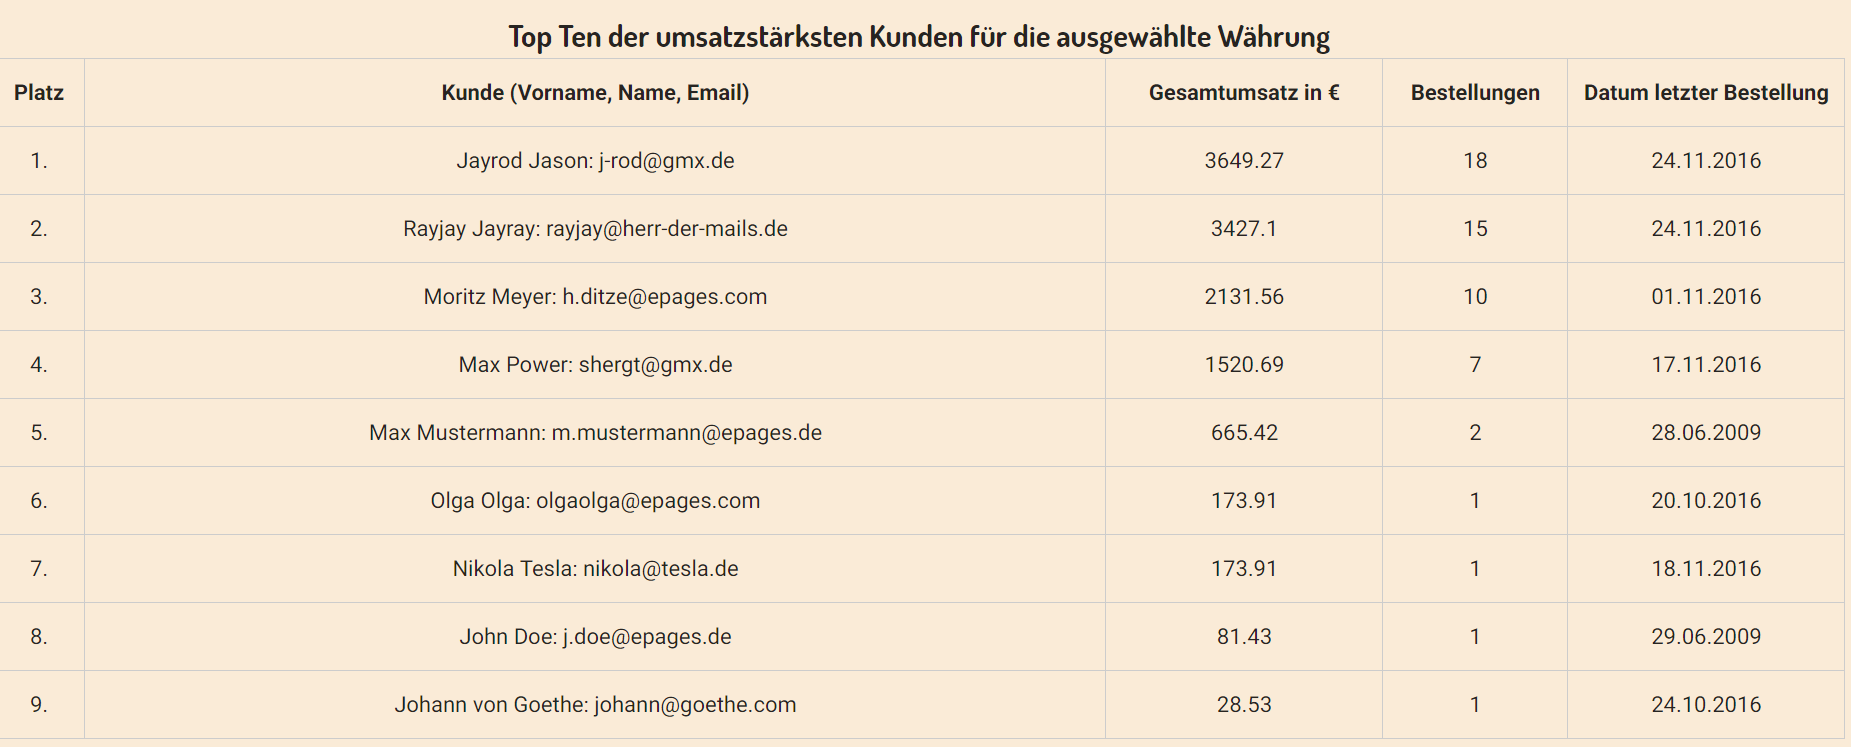 Top Ten der umsatzstärksten Kunden für die ausgewählte Währung
Platz Kunde (Vorname, Name, Email) Gesamtumsatz in € Bestellungen Datum letzter Bestellung
1. Jayrod Jason: j-rod@gmx.de 3649.27 18 24.11.2016
2. Rayjay Jayray: rayjay@herr-der-mails.de 3427.1 15 24.11.2016
3. Moritz Meyer: h.ditze@epages.com 2131.56 10 01.11.2016
4. Max Power: shergt@gmx.de 1520.69 7 17.11.2016
5. Max Mustermann: m.mustermann@epages.de 665.42 2 28.06.2009
6. Olga Olga: olgaolga@epages.com 173.91 1 20.10.2016
7. Nikola Tesla: nikola@tesla.de 173.91 1 18.11.2016
8. John Doe: j.doe@epages.de 81.43 1 29.06.2009
9. Johann von Goethe: johann@goethe.com 28.53 1 24.10.2016